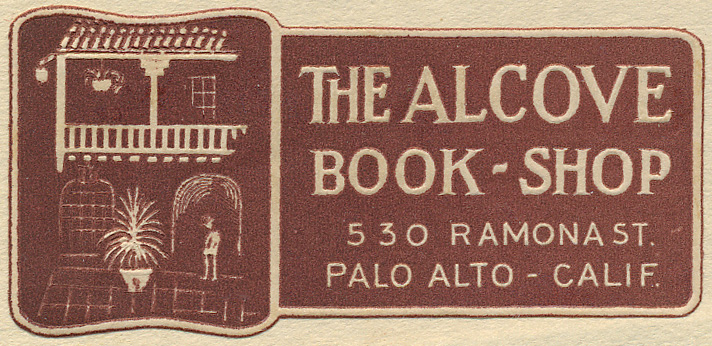 THE ALCOVE
BOOK-SHOP
530 RAMONA ST.
PALO ALTO - CALIF.